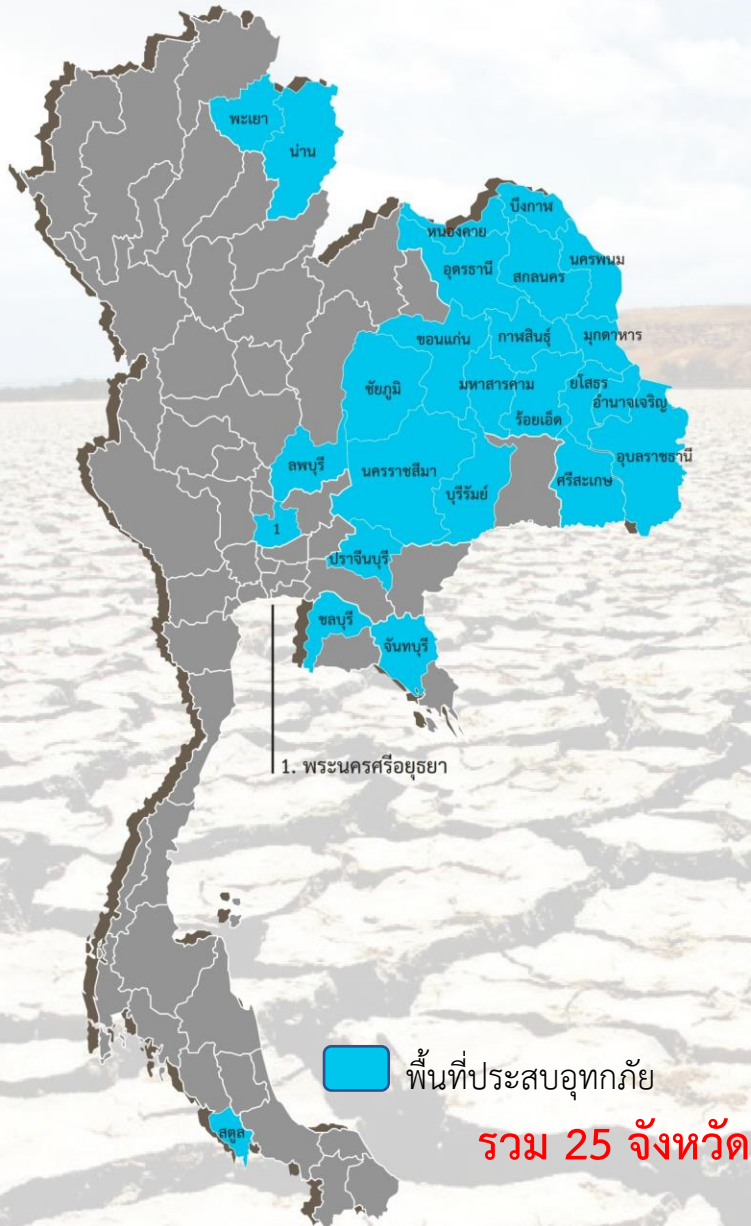 พะเยา
น่าน
บึงกาฬ
หนองคาย
อุดรธานี
สกลนคร
นครพนม
ขอนแก่น
กาฬสินธุ์
มุกดาหาร
ชัยภูมิ
มหาสารคาม
ยโสธร
อำนาจเจริญ
ร้อยเอ็ด
ลพบุรี
นครราชสีมา
บุรีรัมย์
ศรีสะเกษ
อุบลราชธานี
1
ปราจีนบุรี
ชลบุรี
จันทบุรี
1. พระนครศรีอยุธยา
พื้นที่ประสบอุทกภัย
รวม 25 จังหวัด
สตูล